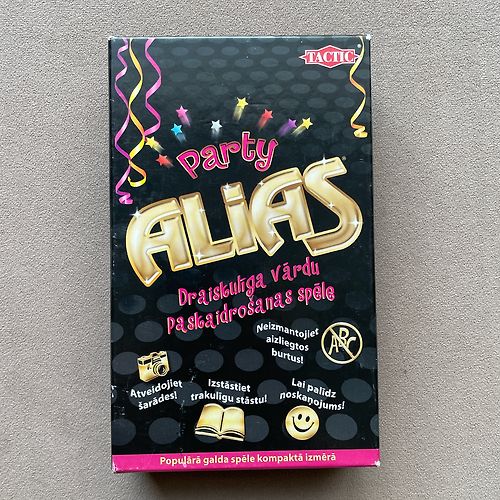 TACTIC
Party
ALIAS
Draiskulīga vārdu
paskaidrošanas spēle
Neizmantojiet
aizliegtos
burtus!
ABC
Atveidojiet
šarādes!
Izstāstiet
trakulīgu stāstu!
Lai palīdz
noskaņojums!
Populārā galda spēle kompaktā izmērā